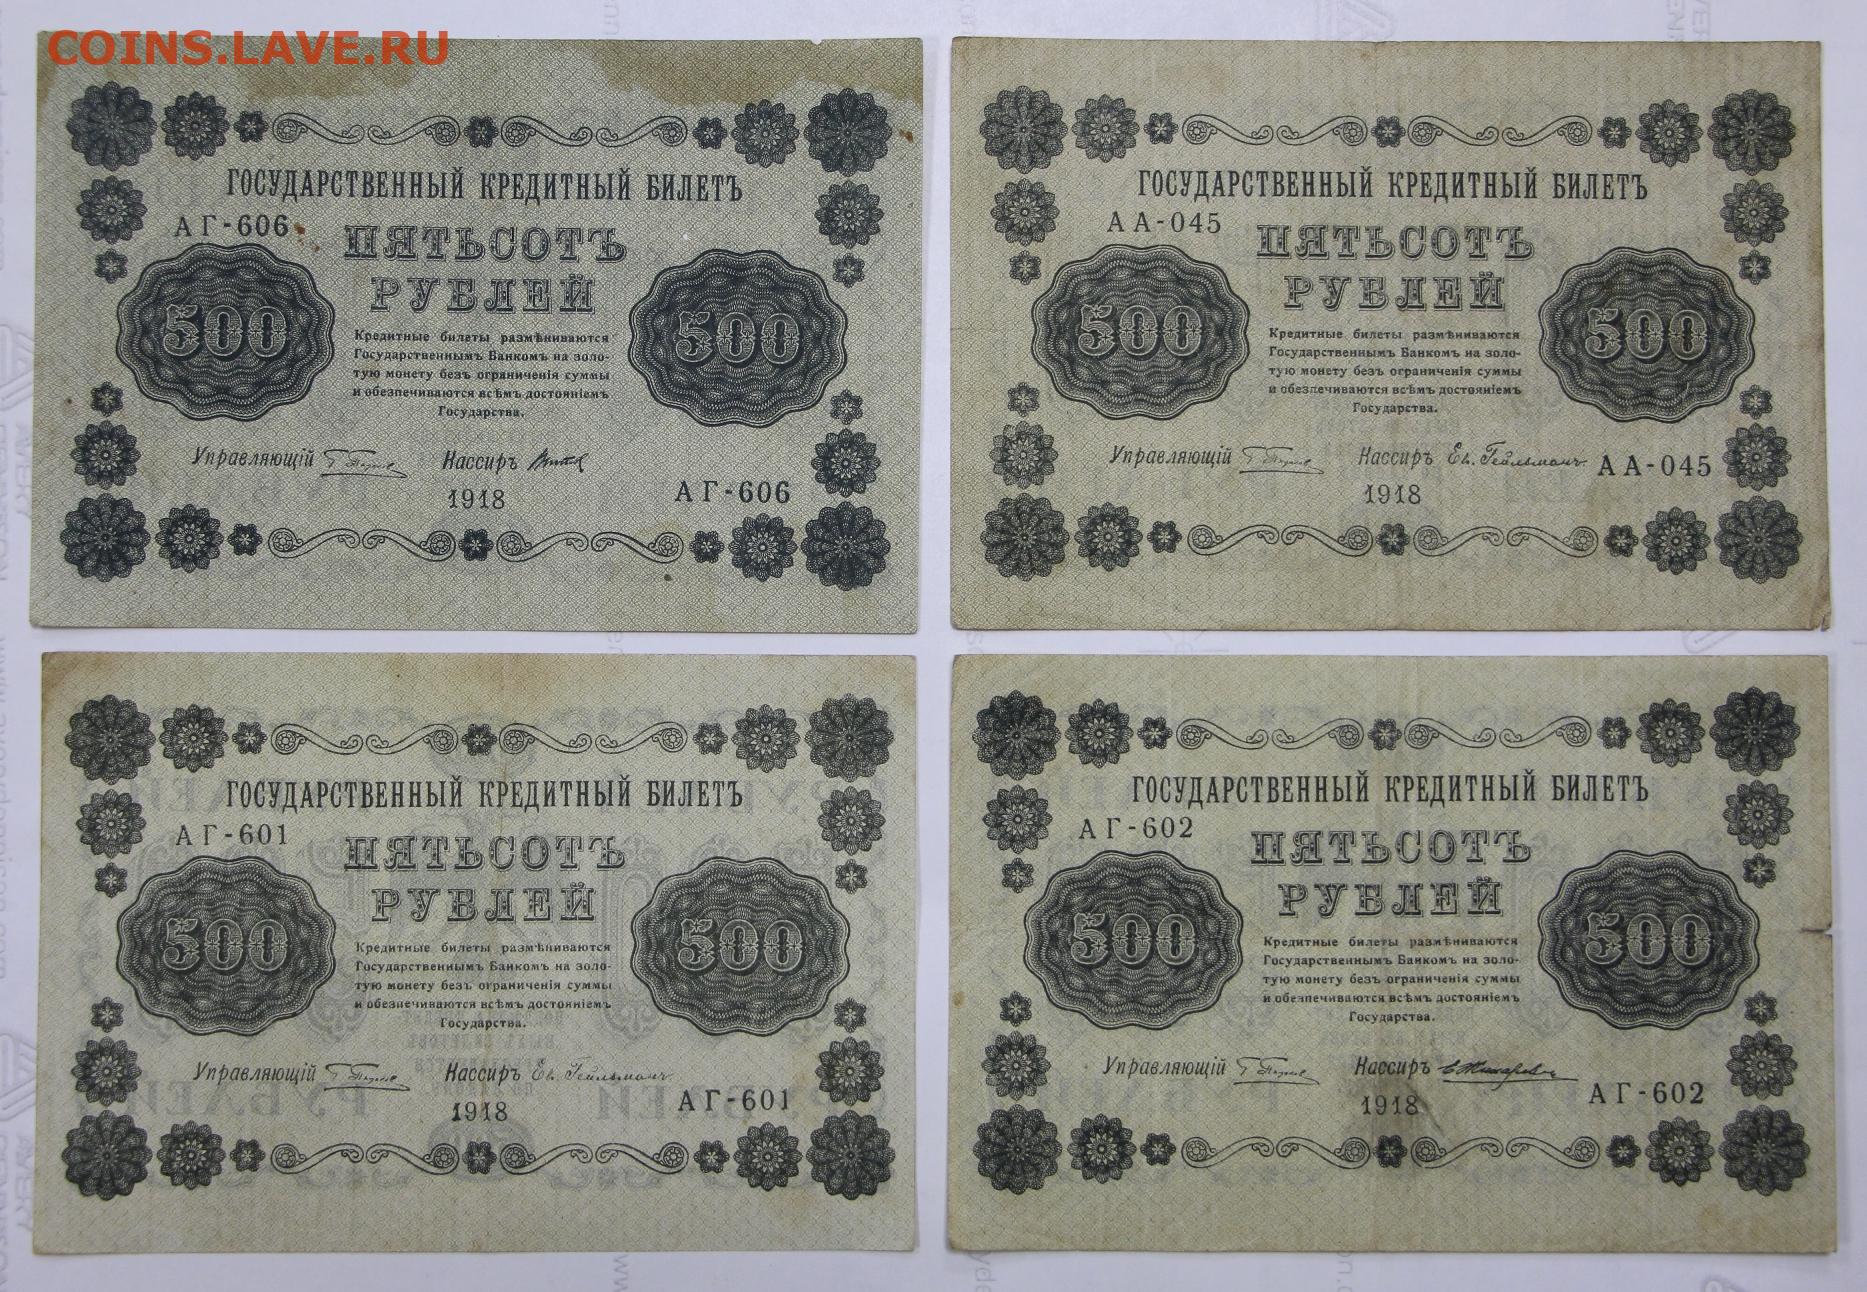 COINS.LAVE.RU
ГОСУДАРСТВЕННЫЙ КРЕДИТНЫЙ БИЛЕТЪ
АГ-606
ПЯТЬСОТЪ
РУБЛЕЙ
500 500
Кредитные билеты размѣниваются
Государственнымъ Банкомъ на золо-
тую монету безъ ограниченія суммы
и обезпечиваются всѣмъ достояніемъ
Государства.
Управляющій Кассиръ
1918
АГ-606
ГОСУДАРСТВЕННЫЙ КРЕДИТНЫЙ БИЛЕТЪ
АА-045
ПЯТЬСОТЪ
РУБЛЕЙ
500 500
Кредитные билеты размѣниваются
Государственнымъ Банкомъ на золо-
тую монету безъ ограниченія суммы
и обезпечиваются всѣмъ достояніемъ
Государства.
Управляющій Кассиръ Ев. Гейльманъ
АА-045
1918
ГОСУДАРСТВЕННЫЙ КРЕДИТНЫЙ БИЛЕТЪ
АГ-601
ПЯТЬСОТЪ
РУБЛЕЙ
500 500
Кредитные билеты размѣниваются
Государственнымъ Банкомъ на золо-
тую монету безъ ограниченія суммы
и обезпечиваются всѣмъ достояніемъ
Государства.
Управляющій Кассиръ Ев. Гейльманъ
1918
АГ-601
ГОСУДАРСТВЕННЫЙ КРЕДИТНЫЙ БИЛЕТЪ
АГ-602
ПЯТЬСОТЪ
РУБЛЕЙ
500 500
Кредитные билеты размѣниваются
Государственнымъ Банкомъ на золо-
тую монету безъ ограниченія суммы
и обезпечиваются всѣмъ достояніемъ
Государства.
Управляющій Кассиръ
1918
АГ-602